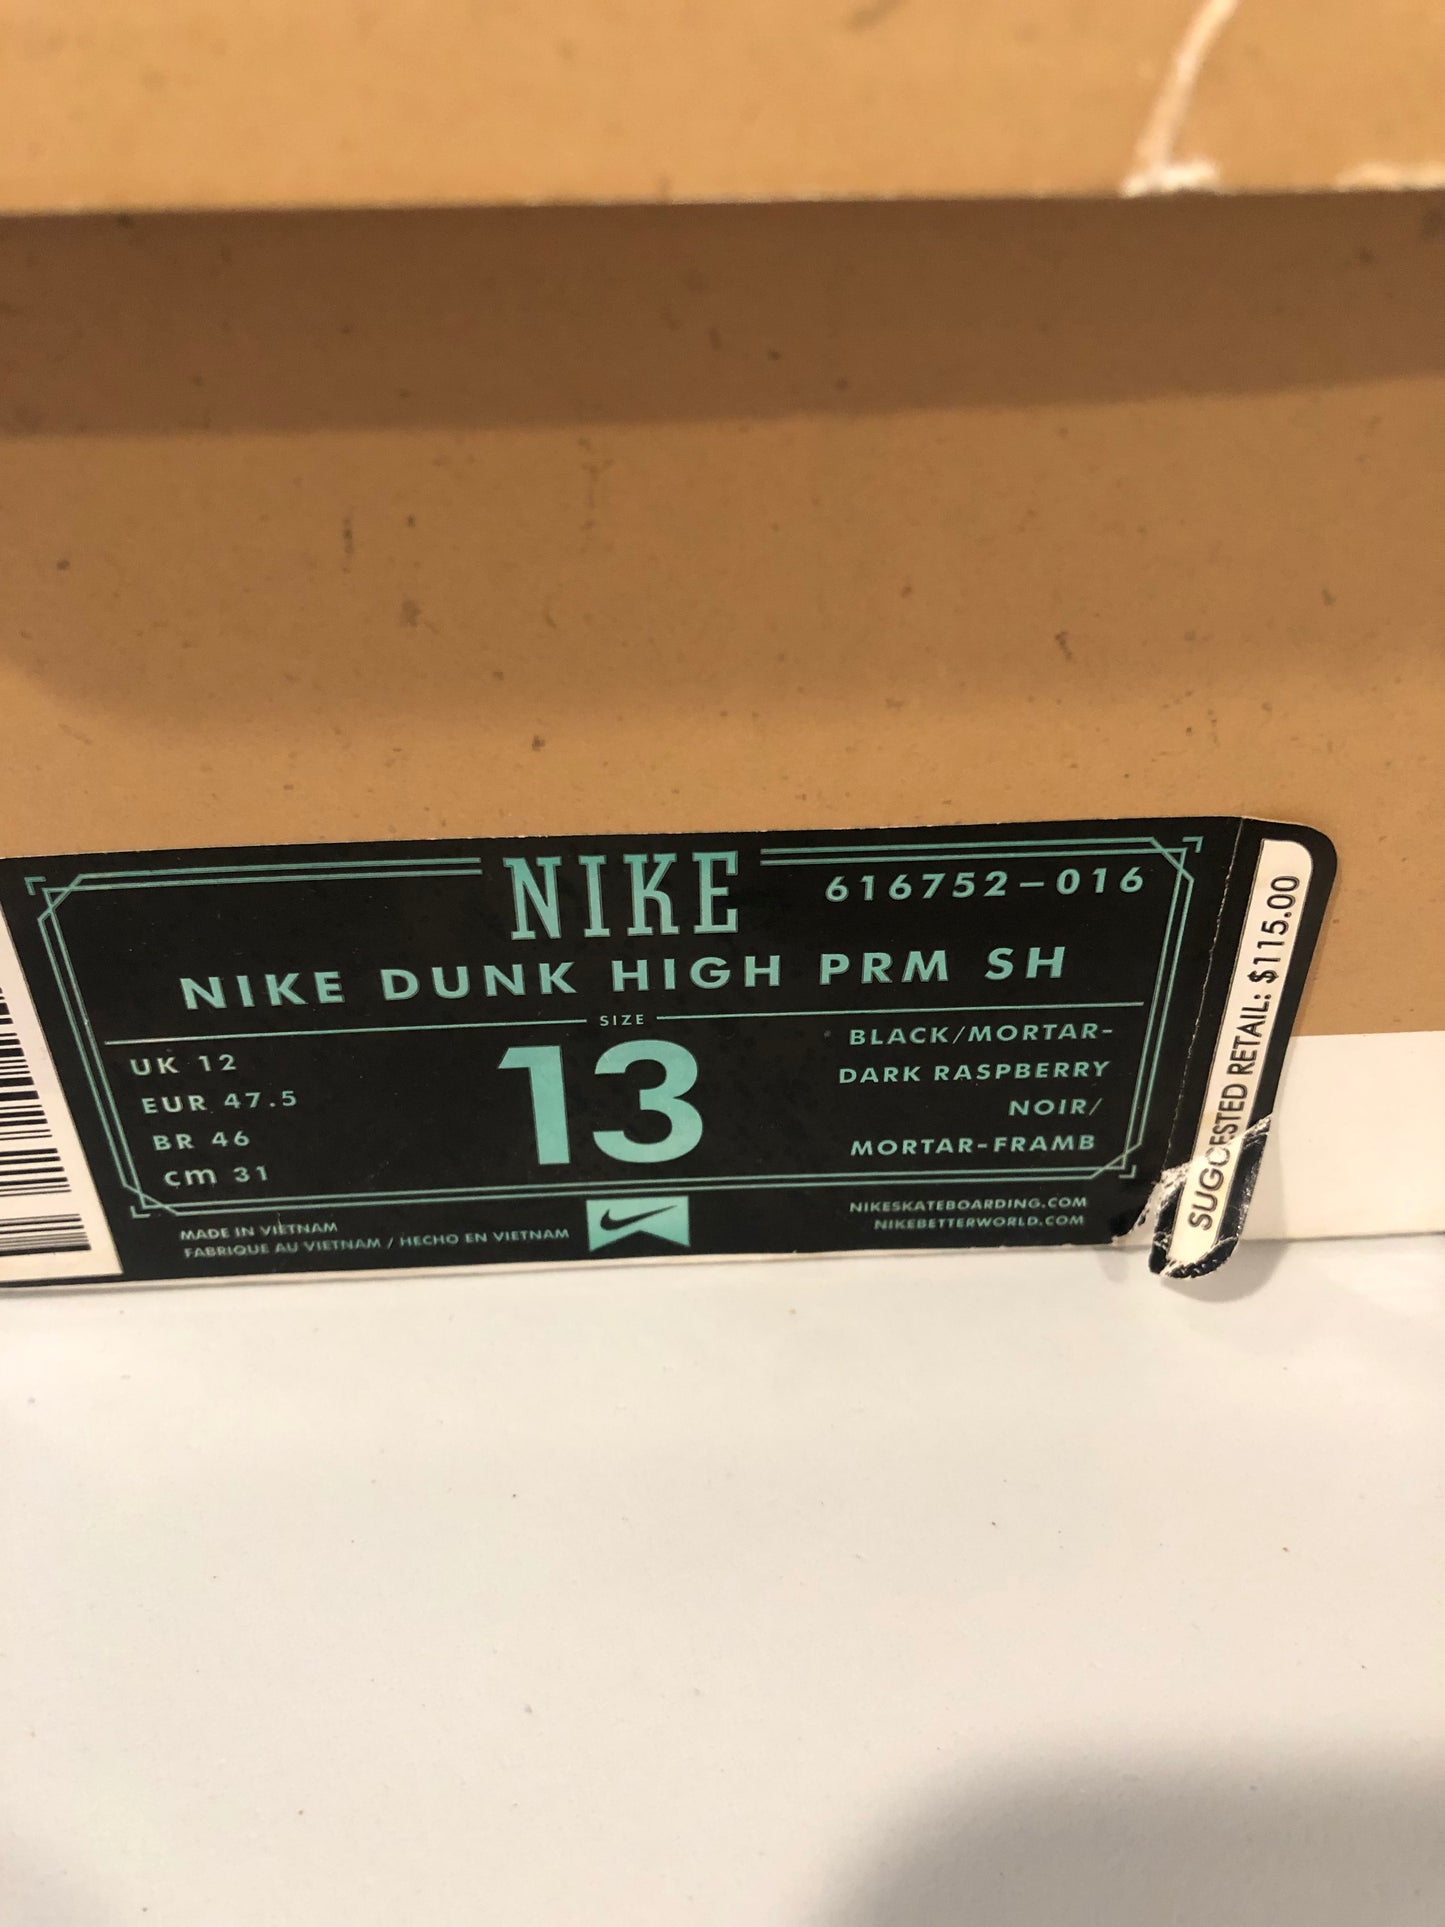 NIKE
616752-016
NIKE DUNK HIGH PRM SH
SIZE
13
UK 12
EUR 47.5
BR 46
cm 31
BLACK/MORTAR-
DARK RASPBERRY
NOIR/
MORTAR-FRAMB
MADE IN VIETNAM
FABRIQUE AU VIETNAM / HECHO EN VIETNAM
NIKESKATEBOARDING.COM
NIKEBETTERWORLD.COM
SUGGESTED RETAIL: $115.00